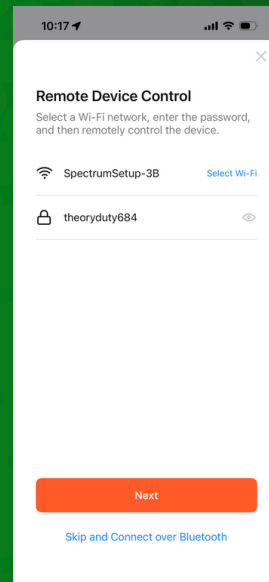 10:17
Remote Device Control
Select a Wi-Fi network, enter the password,
and then remotely control the device.
SpectrumSetup-3B Select Wi-Fi
theoryduty684
Next
Skip and Connect over Bluetooth